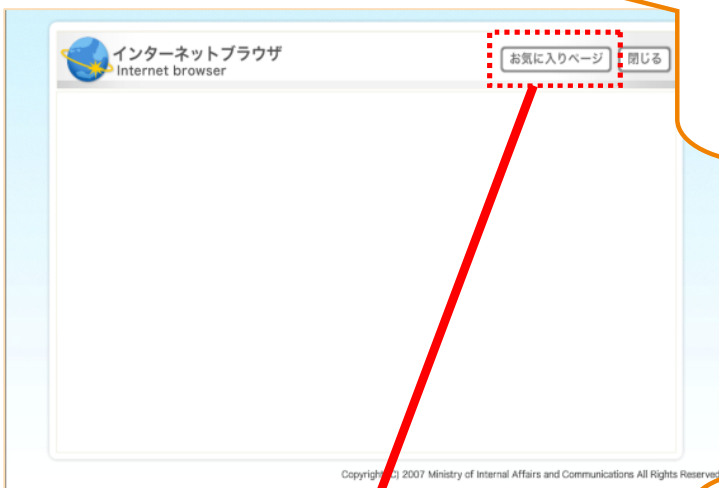 インターネットブラウザ
Internet browser
お気に入りページ
閉じる
Copyright (C) 2007 Ministry of Internal Affairs and Communications All Rights Reserved